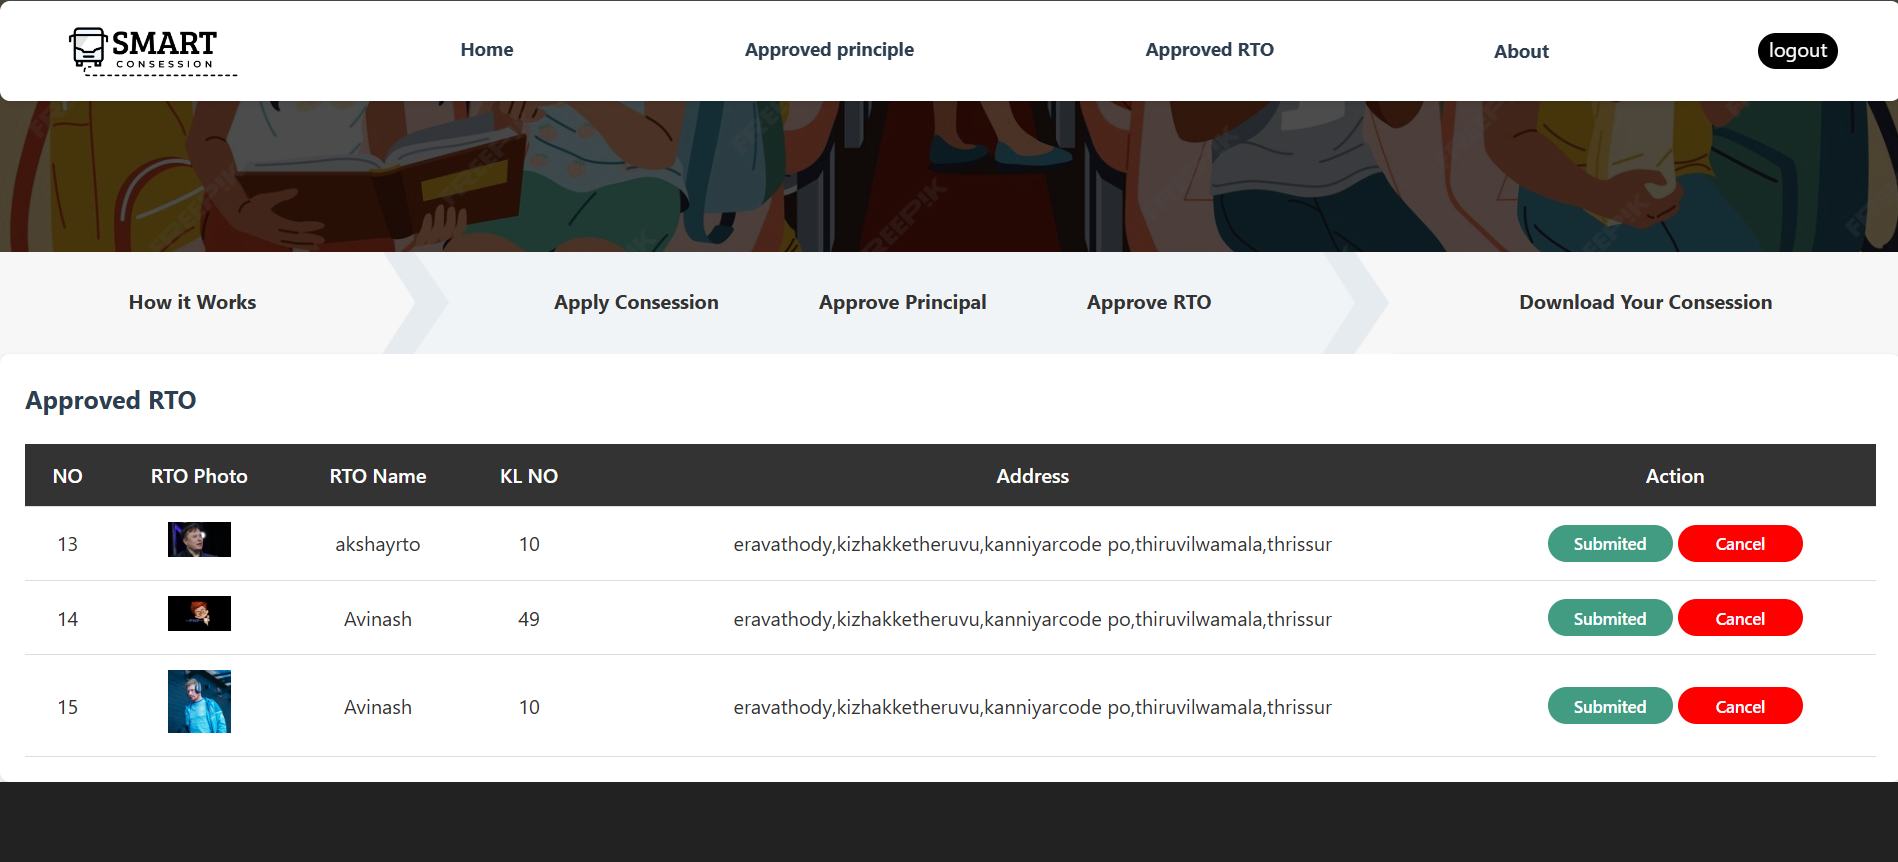 SMART
CONSESSION
Home Approved principle Approved RTO About logout
FREEPIK
How it Works Apply Consession Approve Principal Approve RTO Download Your Consession
Approved RTO
NO RTO Photo RTO Name KL NO Address Action
13 akshayrto 10 eravathody,kizhakketheruvu,kanniyarcode po,thiruvilwamala,thrissur Submited Cancel
14 Avinash 49 eravathody,kizhakketheruvu,kanniyarcode po,thiruvilwamala,thrissur Submited Cancel
15 Avinash 10 eravathody,kizhakketheruvu,kanniyarcode po,thiruvilwamala,thrissur Submited Cancel